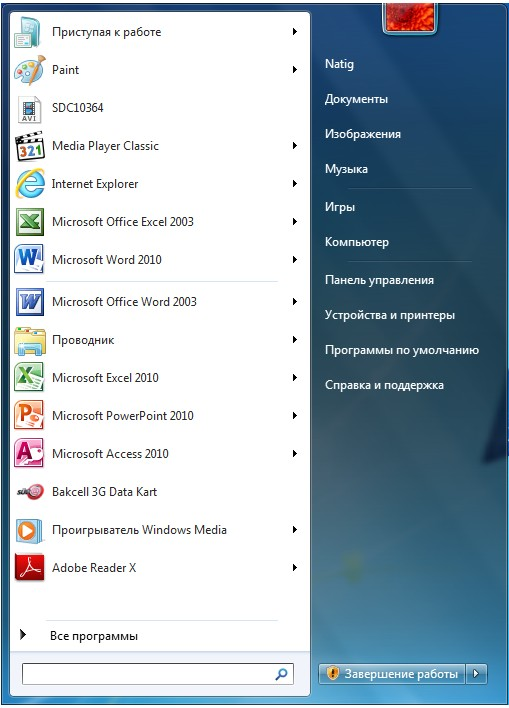 Приступая к работе
Paint
SDC10364
Media Player Classic
Internet Explorer
Microsoft Office Excel 2003
Microsoft Word 2010
Microsoft Office Word 2003
Проводник
Microsoft Excel 2010
Microsoft PowerPoint 2010
Microsoft Access 2010
Bakcell 3G Data Kart
Проигрыватель Windows Media
Adobe Reader X
Все программы
Natig
Документы
Изображения
Музыка
Игры
Компьютер
Панель управления
Устройства и принтеры
Программы по умолчанию
Справка и поддержка
Завершение работы
AVI
321